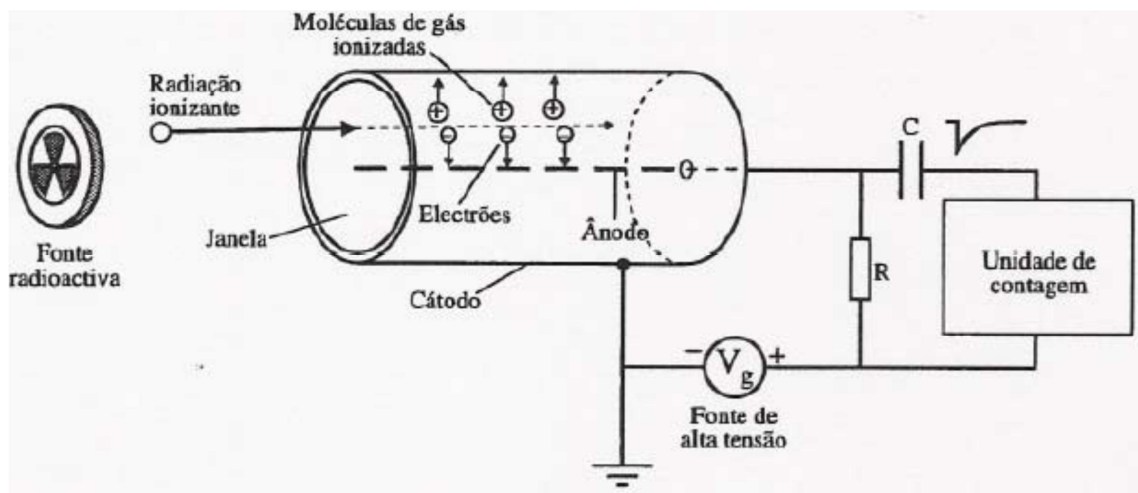 Moléculas de gás
ionizadas
Radiação
ionizante
+ + +
− − −
C
Electrões
Ânodo
Janela
Fonte
radioactiva
Cátodo
R
Unidade de
contagem
− Vg +
Fonte de
alta tensão